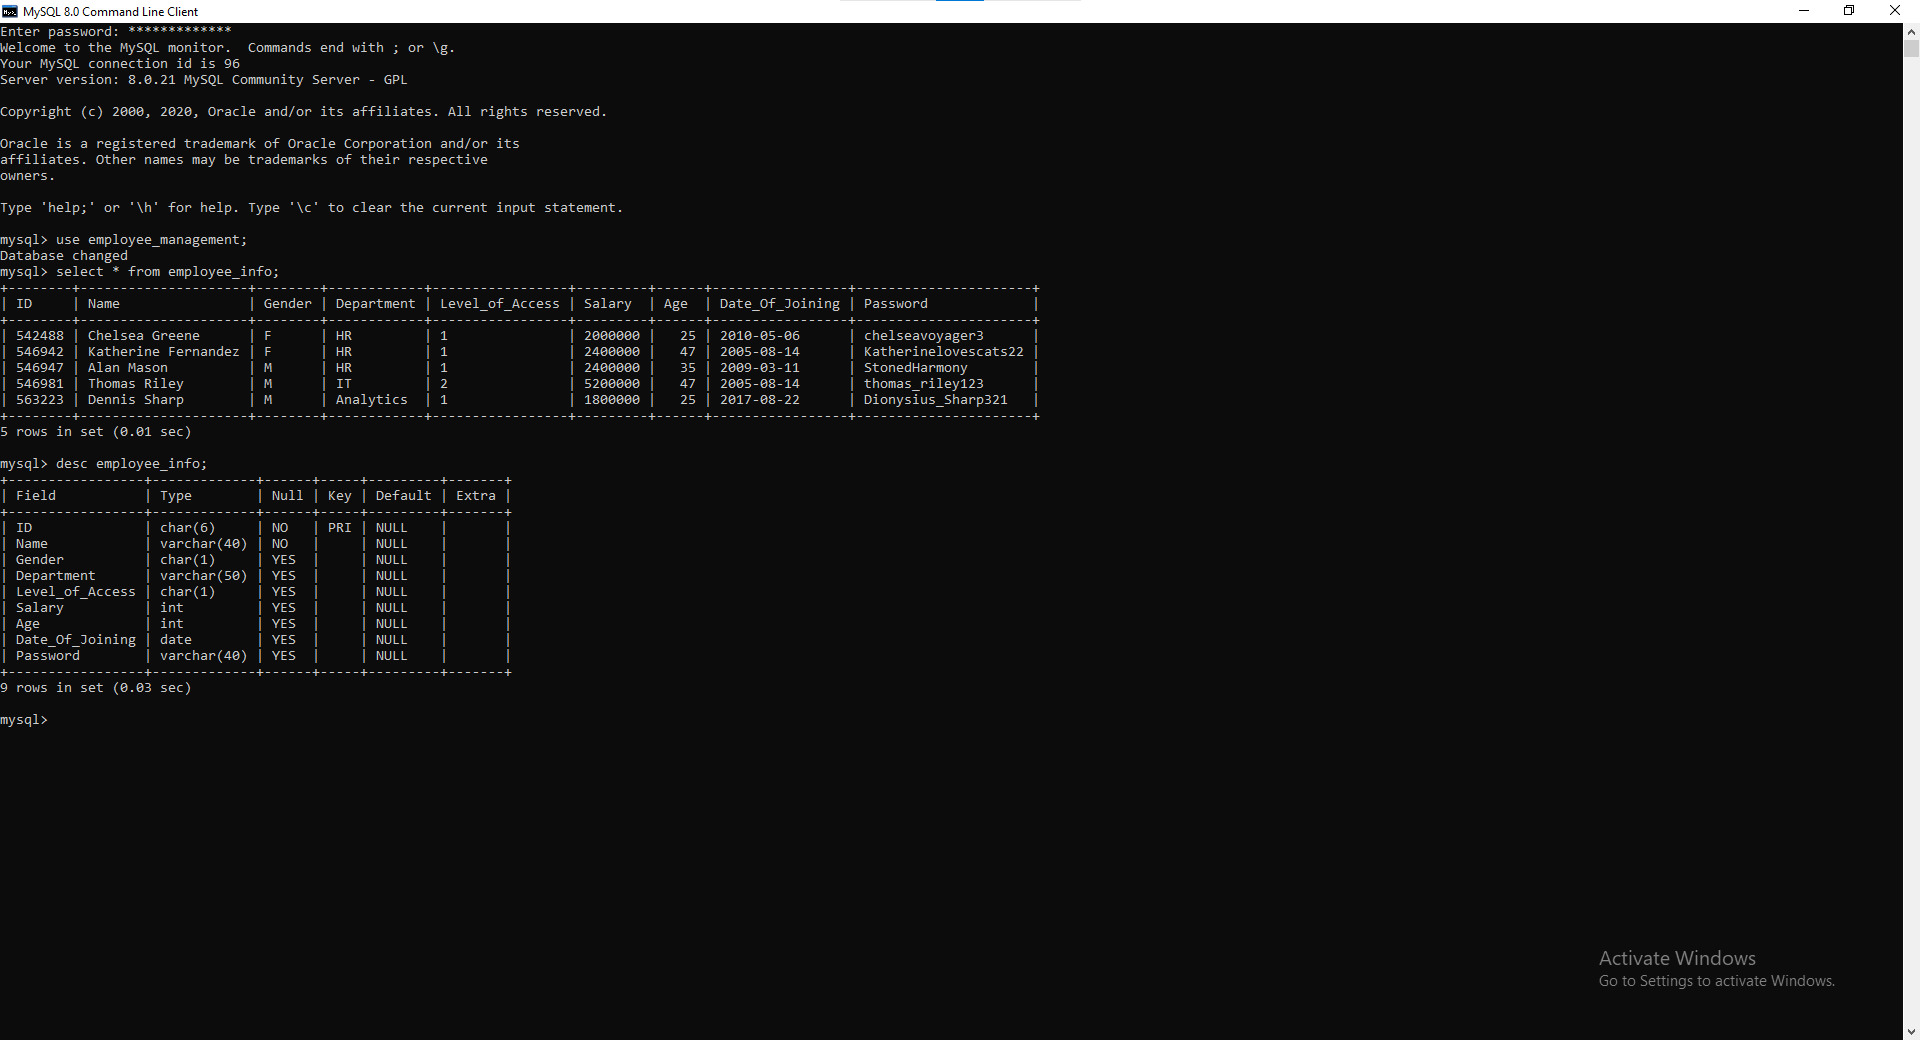 MySQL 8.0 Command Line Client
Enter password: *************
Welcome to the MySQL monitor.  Commands end with ; or \g.
Your MySQL connection id is 96
Server version: 8.0.21 MySQL Community Server - GPL

Copyright (c) 2000, 2020, Oracle and/or its affiliates. All rights reserved.

Oracle is a registered trademark of Oracle Corporation and/or its
affiliates. Other names may be trademarks of their respective
owners.

Type 'help;' or '\h' for help. Type '\c' to clear the current input statement.

mysql> use employee_management;
Database changed
mysql> select * from employee_info;
+--------+---------------------+--------+------------+-----------------+---------+------+-----------------+----------------------+
| ID     | Name                | Gender | Department | Level_of_Access | Salary  | Age  | Date_Of_Joining | Password             |
+--------+---------------------+--------+------------+-----------------+---------+------+-----------------+----------------------+
| 542488 | Chelsea Greene      | F      | HR         | 1               | 2000000 |   25 | 2010-05-06      | chelseavoyager3      |
| 546942 | Katherine Fernandez | F      | HR         | 1               | 2400000 |   47 | 2005-08-14      | Katherinelovescats22 |
| 546947 | Alan Mason          | M      | HR         | 1               | 2400000 |   35 | 2009-03-11      | StonedHarmony        |
| 546981 | Thomas Riley        | M      | IT         | 2               | 5200000 |   47 | 2005-08-14      | thomas_riley123      |
| 563223 | Dennis Sharp        | M      | Analytics  | 1               | 1800000 |   25 | 2017-08-22      | Dionysius_Sharp321   |
+--------+---------------------+--------+------------+-----------------+---------+------+-----------------+----------------------+
5 rows in set (0.01 sec)

mysql> desc employee_info;
+-----------------+-------------+------+-----+---------+-------+
| Field           | Type        | Null | Key | Default | Extra |
+-----------------+-------------+------+-----+---------+-------+
| ID              | char(6)     | NO   | PRI | NULL    |       |
| Name            | varchar(40) | NO   |     | NULL    |       |
| Gender          | char(1)     | YES  |     | NULL    |       |
| Department      | varchar(50) | YES  |     | NULL    |       |
| Level_of_Access | char(1)     | YES  |     | NULL    |       |
| Salary          | int         | YES  |     | NULL    |       |
| Age             | int         | YES  |     | NULL    |       |
| Date_Of_Joining | date        | YES  |     | NULL    |       |
| Password        | varchar(40) | YES  |     | NULL    |       |
+-----------------+-------------+------+-----+---------+-------+
9 rows in set (0.03 sec)

mysql>
Activate Windows
Go to Settings to activate Windows.